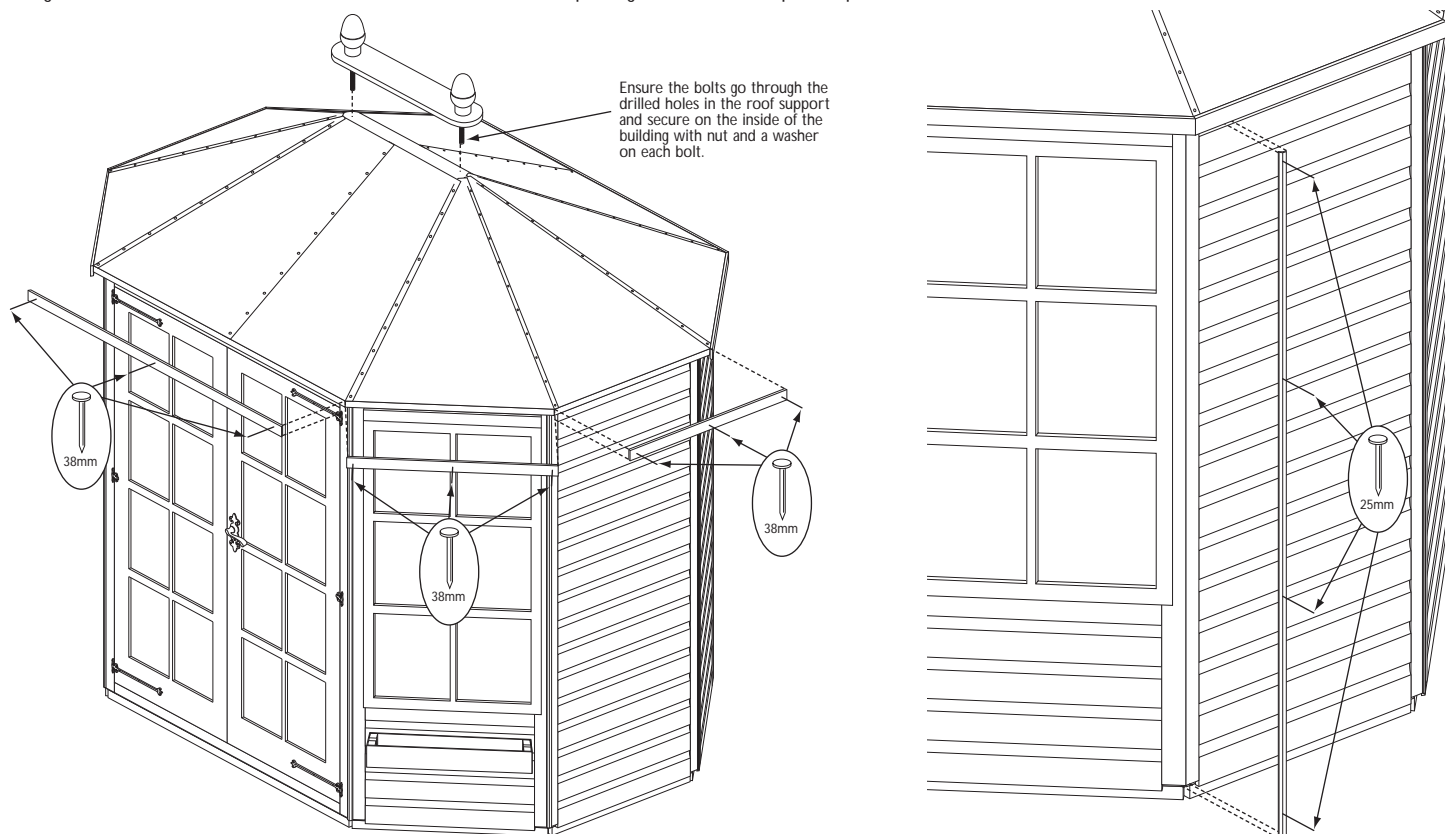 Ensure the bolts go through the
drilled holes in the roof support
and secure on the inside of the
building with nut and a washer
on each bolt.
38mm
38mm
38mm
25mm